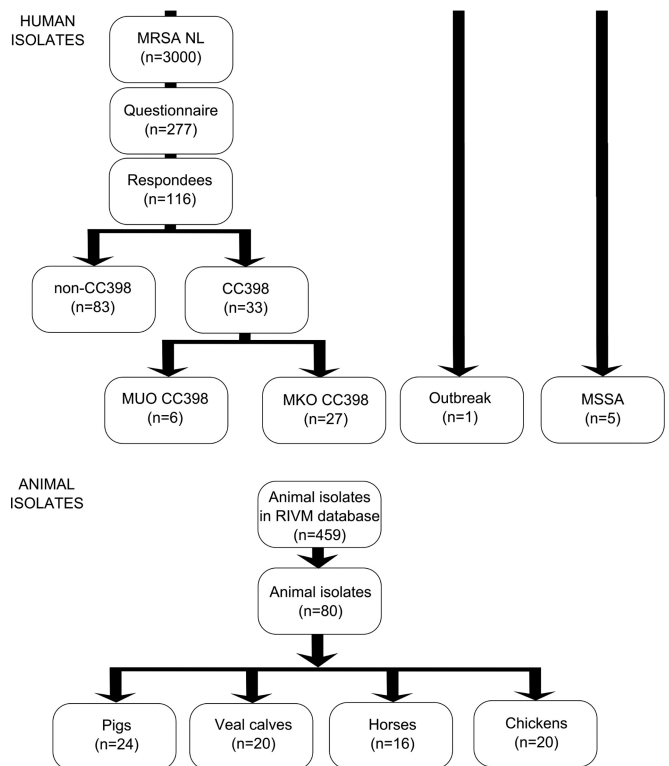 HUMAN
ISOLATES
MRSA NL
(n=3000)
Questionnaire
(n=277)
Respondees
(n=116)
non-CC398
(n=83)
CC398
(n=33)
MUO CC398
(n=6)
MKO CC398
(n=27)
Outbreak
(n=1)
MSSA
(n=5)
ANIMAL
ISOLATES
Animal isolates
in RIVM database
(n=459)
Animal isolates
(n=80)
Pigs
(n=24)
Veal calves
(n=20)
Horses
(n=16)
Chickens
(n=20)